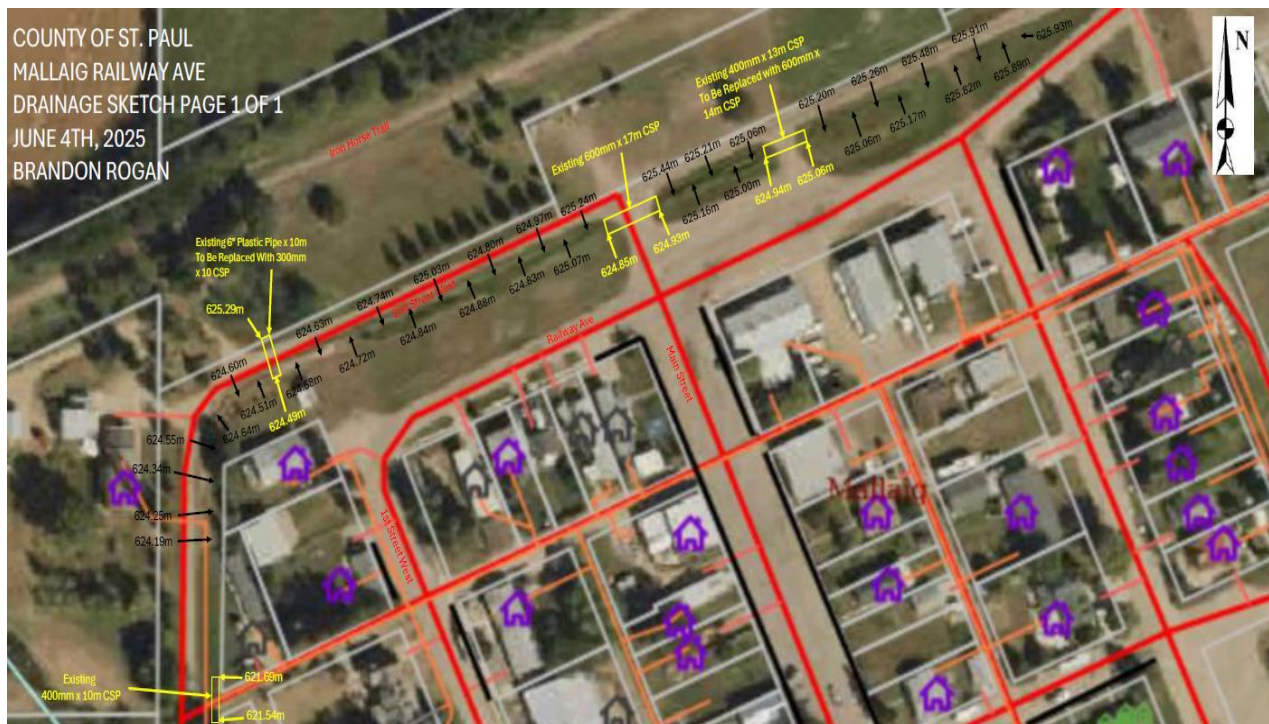 COUNTY OF ST. PAUL
MALLAIG RAILWAY AVE
DRAINAGE SKETCH PAGE 1 OF 1
JUNE 4TH, 2025
BRANDON ROGAN
N
Iron Horse Trail
Existing 600mm x 17m CSP
Existing 400mm x 13m CSP
To Be Replaced with 600mm x
14m CSP
625.20m
625.26m
625.48m
625.91m
625.93m
625.89m
625.82m
625.17m
625.06m
625.44m
625.21m
625.06m
625.16m
625.00m
624.94m
625.06m
624.85m
624.93m
Existing 6" Plastic Pipe x 10m
To Be Replaced With 300mm
x 10 CSP
625.29m
624.60m
624.63m
624.74m
625.03m
624.80m
624.97m
625.24m
625.07m
624.83m
624.88m
624.84m
624.72m
624.58m
624.49m
624.51m
624.64m
624.55m
624.34m
624.25m
624.19m
Railway Ave
Main Street
1st Street West
Mallaig
Existing
400mm x 10m CSP
621.69m
621.54m